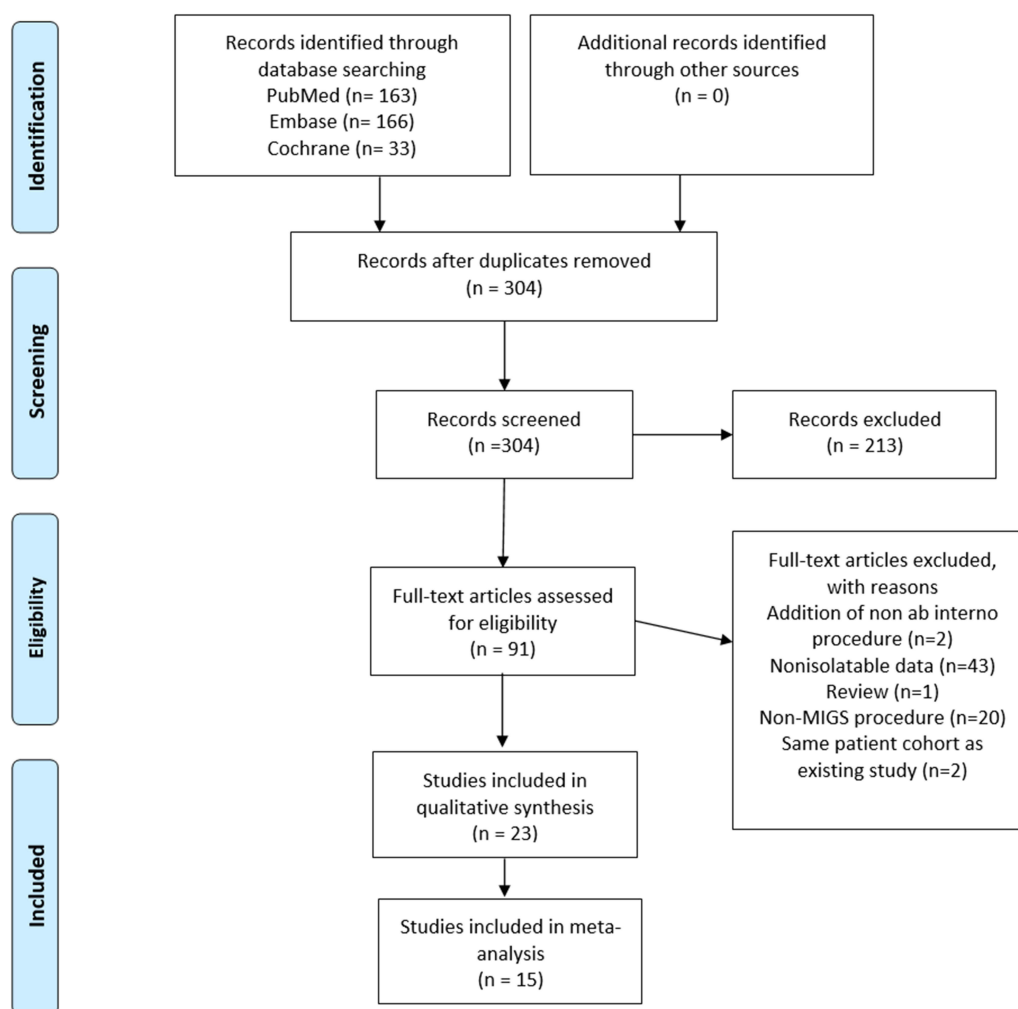 Identification
Records identified through
database searching
PubMed (n= 163)
Embase (n= 166)
Cochrane (n= 33)
Additional records identified
through other sources
(n = 0)
Records after duplicates removed
(n = 304)
Screening
Records screened
(n =304)
Records excluded
(n = 213)
Eligibility
Full-text articles assessed
for eligibility
(n = 91)
Full-text articles excluded,
with reasons
Addition of non ab interno
procedure (n=2)
Nonisolatable data (n=43)
Review (n=1)
Non-MIGS procedure (n=20)
Same patient cohort as
existing study (n=2)
Included
Studies included in
qualitative synthesis
(n = 23)
Studies included in meta-
analysis
(n = 15)